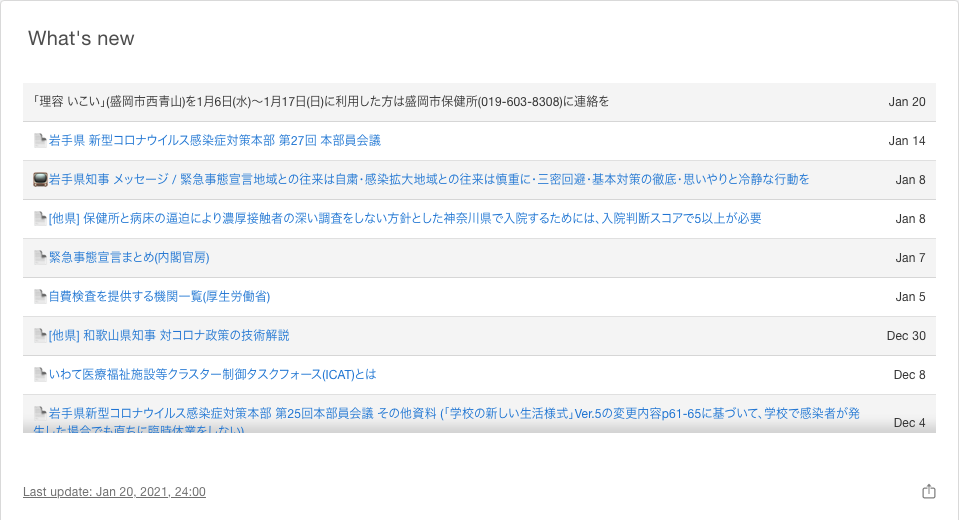 What's new
「理容 いこい」(盛岡市西青山)を1月6日(水)〜1月17日(日)に利用した方は盛岡市保健所(019-603-8308)に連絡を Jan 20
岩手県 新型コロナウイルス感染症対策本部 第27回 本部員会議 Jan 14
岩手県知事 メッセージ / 緊急事態宣言地域との往来は自粛・感染拡大地域との往来は慎重に・三密回避・基本対策の徹底・思いやりと冷静な行動を Jan 8
[他県] 保健所と病床の逼迫により濃厚接触者の深い調査をしない方針とした神奈川県で入院するためには、入院判断スコアで5以上が必要 Jan 8
緊急事態宣言まとめ(内閣官房) Jan 7
自費検査を提供する機関一覧(厚生労働省) Jan 5
[他県] 和歌山県知事 対コロナ政策の技術解説 Dec 30
いわて医療福祉施設等クラスター制御タスクフォース(ICAT)とは Dec 8
岩手県新型コロナウイルス感染症対策本部 第25回本部員会議 その他資料 (「学校の新しい生活様式」Ver.5の変更内容p61-65に基づいて、学校で感染者が発 Dec 4
生した場合でも直ちに臨時休業をしない)
Last update: Jan 20, 2021, 24:00